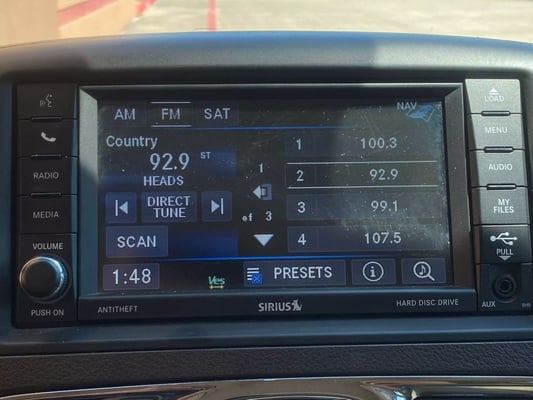 AM FM SAT NAV
Country
92.9 ST
HEADS
DIRECT
TUNE
SCAN
1:48
1
of 3
1 100.3
2 92.9
3 99.1
4 107.5
Yes
PRESETS
RADIO
MEDIA
VOLUME
PUSH ON
LOAD
MENU
AUDIO
MY
FILES
PULL
AUX
ANTITHEFT
SIRIUS
HARD DISC DRIVE